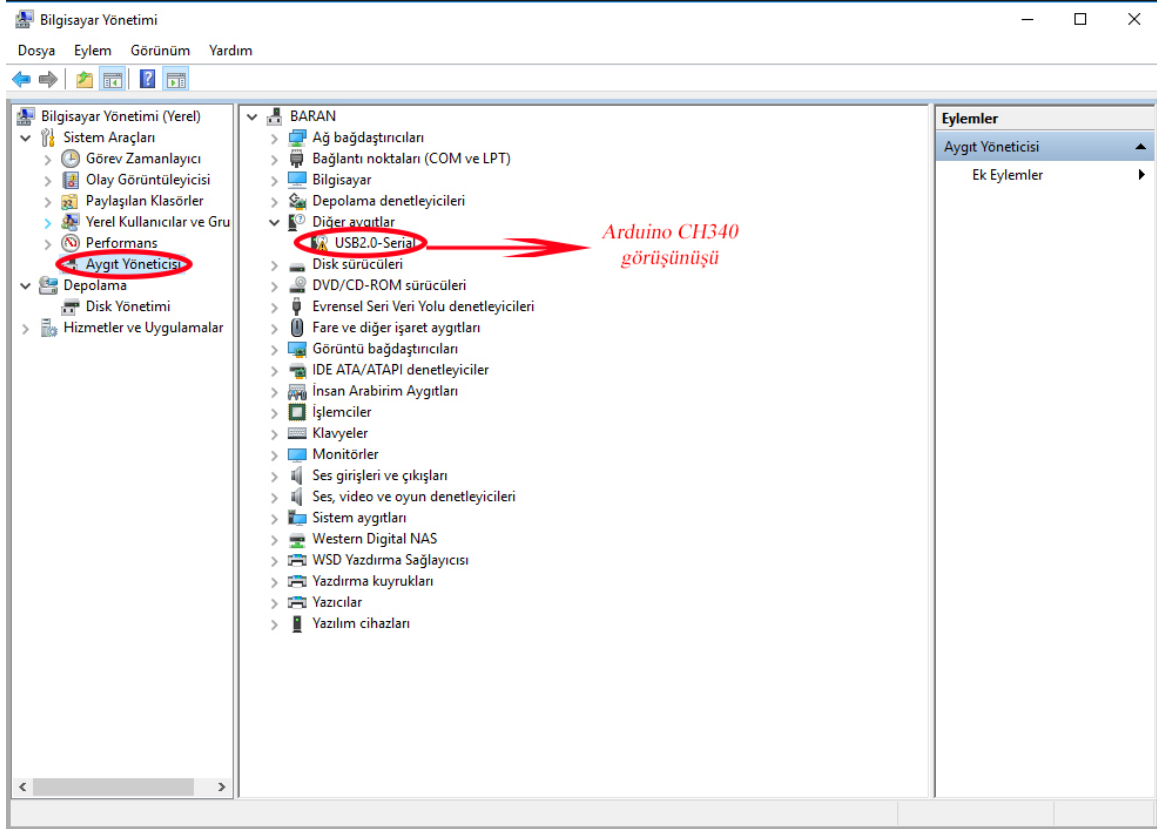 Bilgisayar Yönetimi
Dosya Eylem Görünüm Yardım
Bilgisayar Yönetimi (Yerel)
Sistem Araçları
Görev Zamanlayıcı
Olay Görüntüleyicisi
Paylaşılan Klasörler
Yerel Kullanıcılar ve Gru
Performans
Aygıt Yöneticisi
Depolama
Disk Yönetimi
Hizmetler ve Uygulamalar
BARAN
Ağ bağdaştırıcıları
Bağlantı noktaları (COM ve LPT)
Bilgisayar
Depolama denetleyicileri
Diğer aygıtlar
USB2.0-Serial
Disk sürücüleri
DVD/CD-ROM sürücüleri
Evrensel Seri Veri Yolu denetleyicileri
Fare ve diğer işaret aygıtları
Görüntü bağdaştırıcıları
IDE ATA/ATAPI denetleyiciler
İnsan Arabirim Aygıtları
İşlemciler
Klavyeler
Monitörler
Ses girişleri ve çıkışları
Ses, video ve oyun denetleyicileri
Sistem aygıtları
Western Digital NAS
WSD Yazdırma Sağlayıcısı
Yazdırma kuyrukları
Yazıcılar
Yazılım cihazları
Arduino CH340
görüşünüşü
Eylemler
Aygıt Yöneticisi
Ek Eylemler